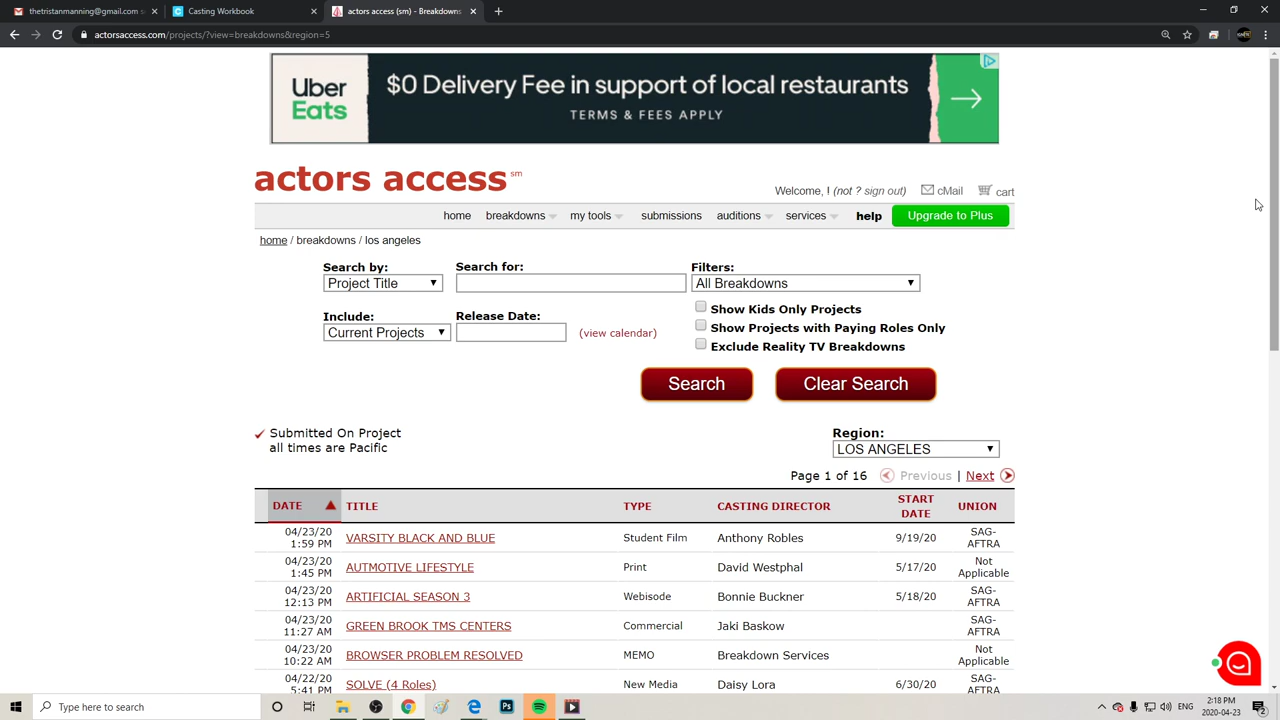 thetristanmanning@gmail.com
Casting Workbook
actors access (sm) - Breakdowns
actorsaccess.com/projects/?view=breakdowns&region=5
Uber Eats
$0 Delivery Fee in support of local restaurants
TERMS & FEES APPLY
actors access sm
Welcome, ! (not ? sign out) cMail cart
home breakdowns my tools submissions auditions services help Upgrade to Plus
home / breakdowns / los angeles
Search by: Search for: Filters:
Project Title All Breakdowns
Show Kids Only Projects
Include: Release Date:
Show Projects with Paying Roles Only
Current Projects (view calendar)
Exclude Reality TV Breakdowns
Search Clear Search
Submitted On Project
all times are Pacific
Region:
LOS ANGELES
Page 1 of 16 Previous | Next
DATE TITLE TYPE CASTING DIRECTOR START DATE UNION
04/23/20 1:59 PM VARSITY BLACK AND BLUE Student Film Anthony Robles 9/19/20 SAG-AFTRA
04/23/20 1:45 PM AUTMOTIVE LIFESTYLE Print David Westphal 5/17/20 Not Applicable
04/23/20 12:13 PM ARTIFICIAL SEASON 3 Webisode Bonnie Buckner 5/18/20 SAG-AFTRA
04/23/20 11:27 AM GREEN BROOK TMS CENTERS Commercial Jaki Baskow SAG-AFTRA
04/23/20 10:22 AM BROWSER PROBLEM RESOLVED MEMO Breakdown Services Not Applicable
04/22/20 5:41 PM SOLVE (4 Roles) New Media Daisy Lora 6/30/20 SAG-
Type here to search
2:18 PM
2020-04-23